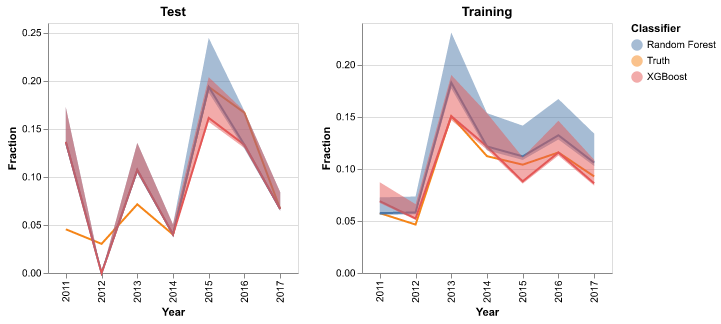 Test
Training
Classifier
Random Forest
Truth
XGBoost
Fraction
0.25
0.20
0.15
0.10
0.05
0.00
2011
2012
2013
2014
2015
2016
2017
Year
Fraction
0.20
0.15
0.10
0.05
0.00
2011
2012
2013
2014
2015
2016
2017
Year